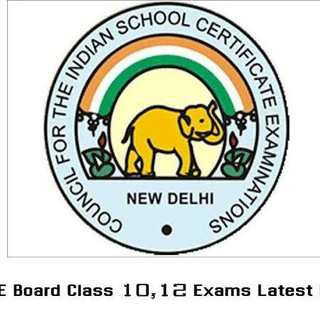 COUNCIL FOR THE INDIAN SCHOOL CERTIFICATE EXAMINATIONS
NEW DELHI
E Board Class 10,12 Exams Latest